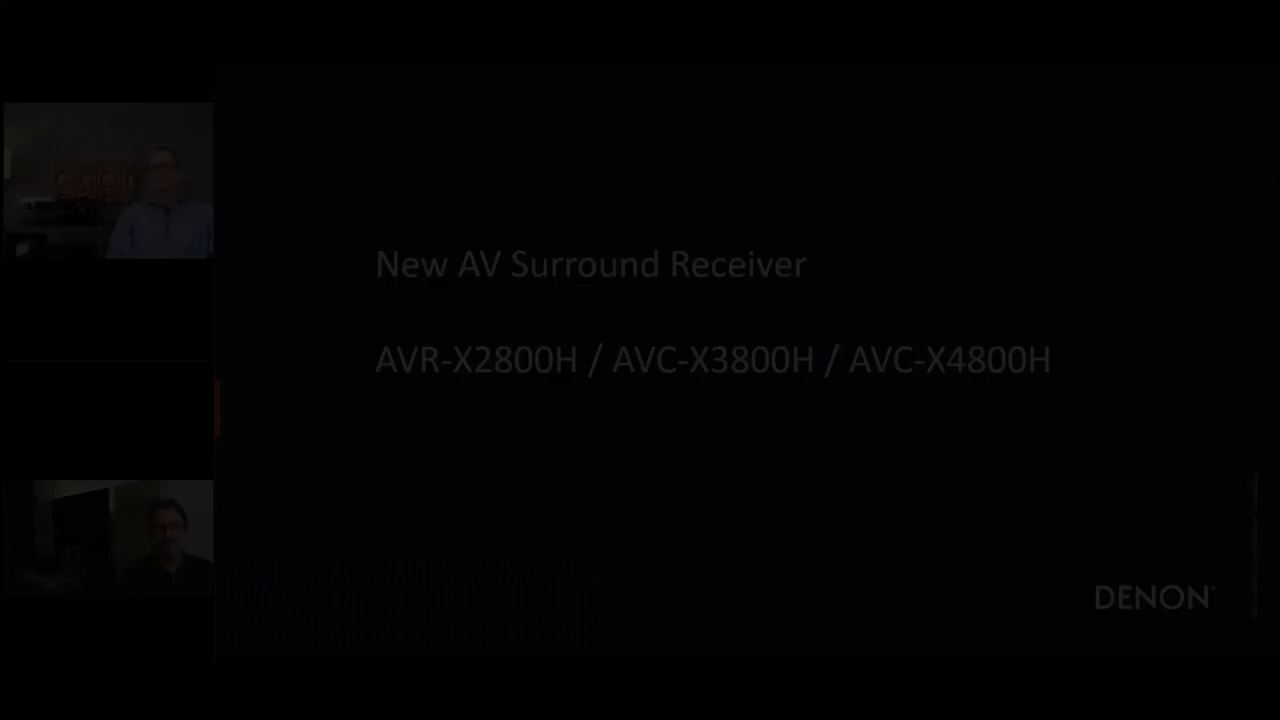 New AV Surround Receiver
AVR-X2800H / AVC-X3800H / AVC-X4800H
DENON®